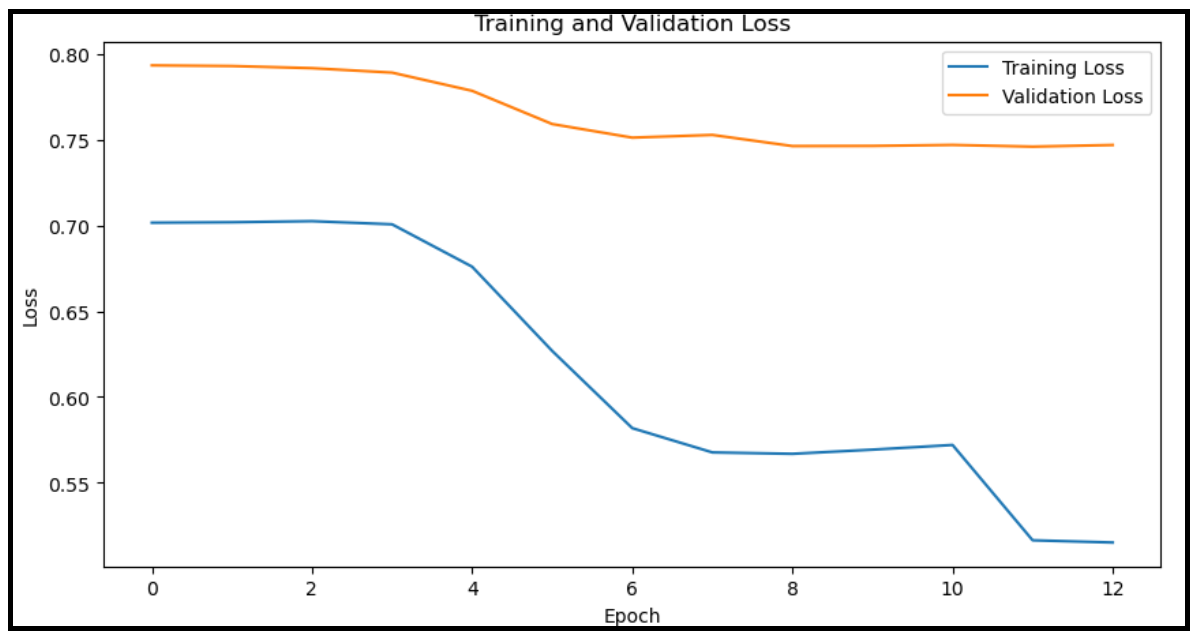 Training and Validation Loss
0.80
0.75
0.70
0.65
0.60
0.55
Loss
Training Loss
Validation Loss
0 2 4 6 8 10 12
Epoch